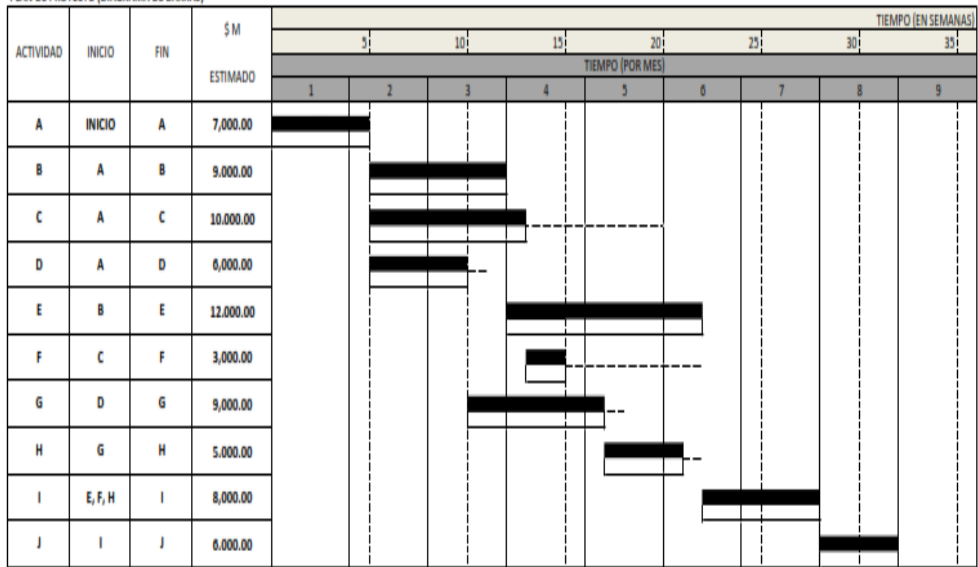 TIEMPO (EN SEMANAS)
ACTIVIDAD INICIO FIN $ M ESTIMADO
5 10 15 20 25 30 35
TIEMPO (POR MES)
1 2 3 4 5 6 7 8 9
A INICIO A 7,000.00
B A B 9.000.00
C A C 10.000.00
D A D 6,000.00
E B E 12.000.00
F C F 3,000.00
G D G 9,000.00
H G H 5.000.00
I E, F, H I 8,000.00
J I J 6.000.00